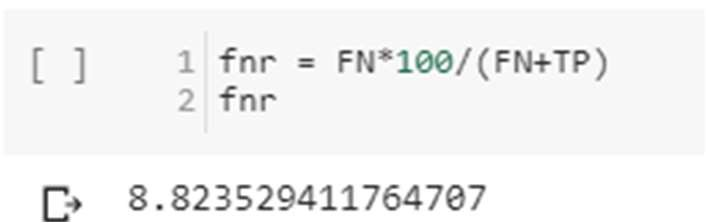 [ ] 1 fnr = FN*100/(FN+TP)
2 fnr
8.823529411764707